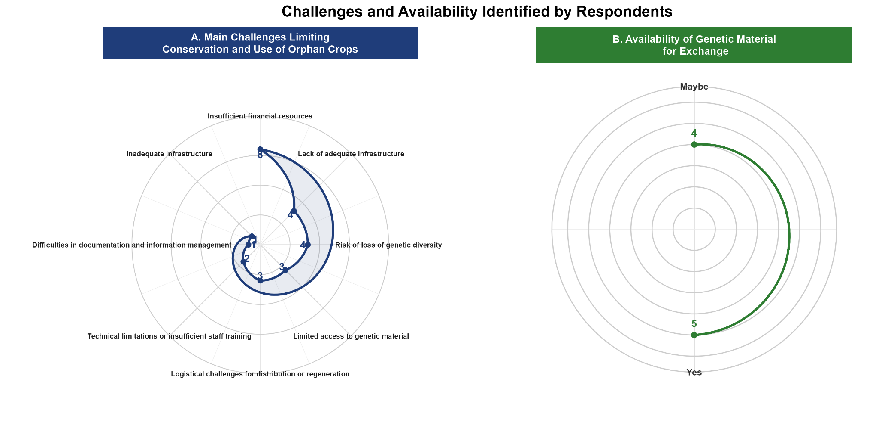 Challenges and Availability Identified by Respondents
A. Main Challenges Limiting
Conservation and Use of Orphan Crops
B. Availability of Genetic Material
for Exchange
Insufficient financial resources
Inadequate infrastructure
Lack of adequate infrastructure
8
4
Difficulties in documentation and information management
1
4
Risk of loss of genetic diversity
2
3
3
Technical limitations or insufficient staff training
Limited access to genetic material
Logistical challenges for distribution or regeneration
Maybe
4
5
Yes